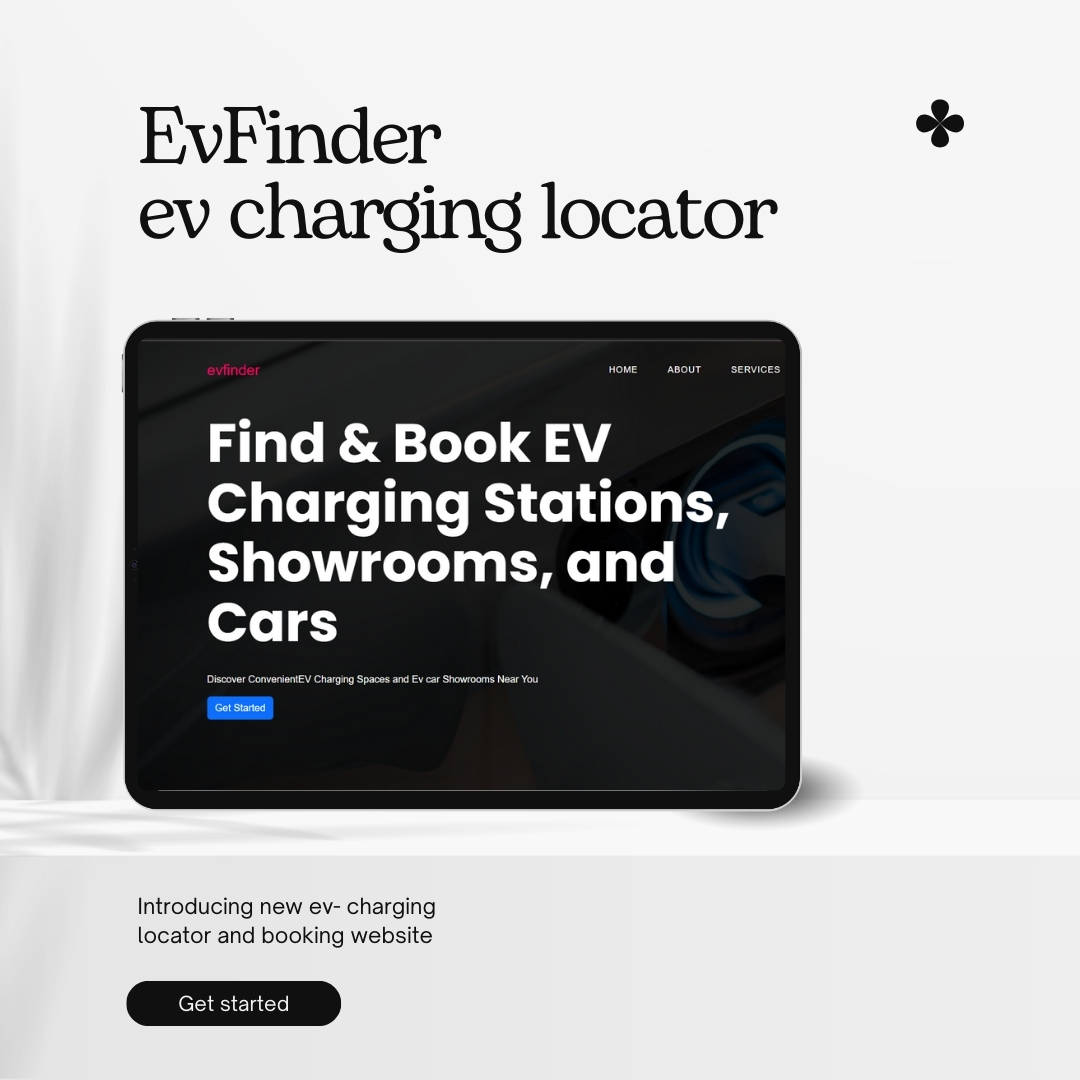 EvFinder
ev charging locator
evfinder
HOME ABOUT SERVICES
Find & Book EV
Charging Stations,
Showrooms, and
Cars
Discover ConvenientEV Charging Spaces and Ev car Showrooms Near You
Get Started
Introducing new ev- charging
locator and booking website
Get started